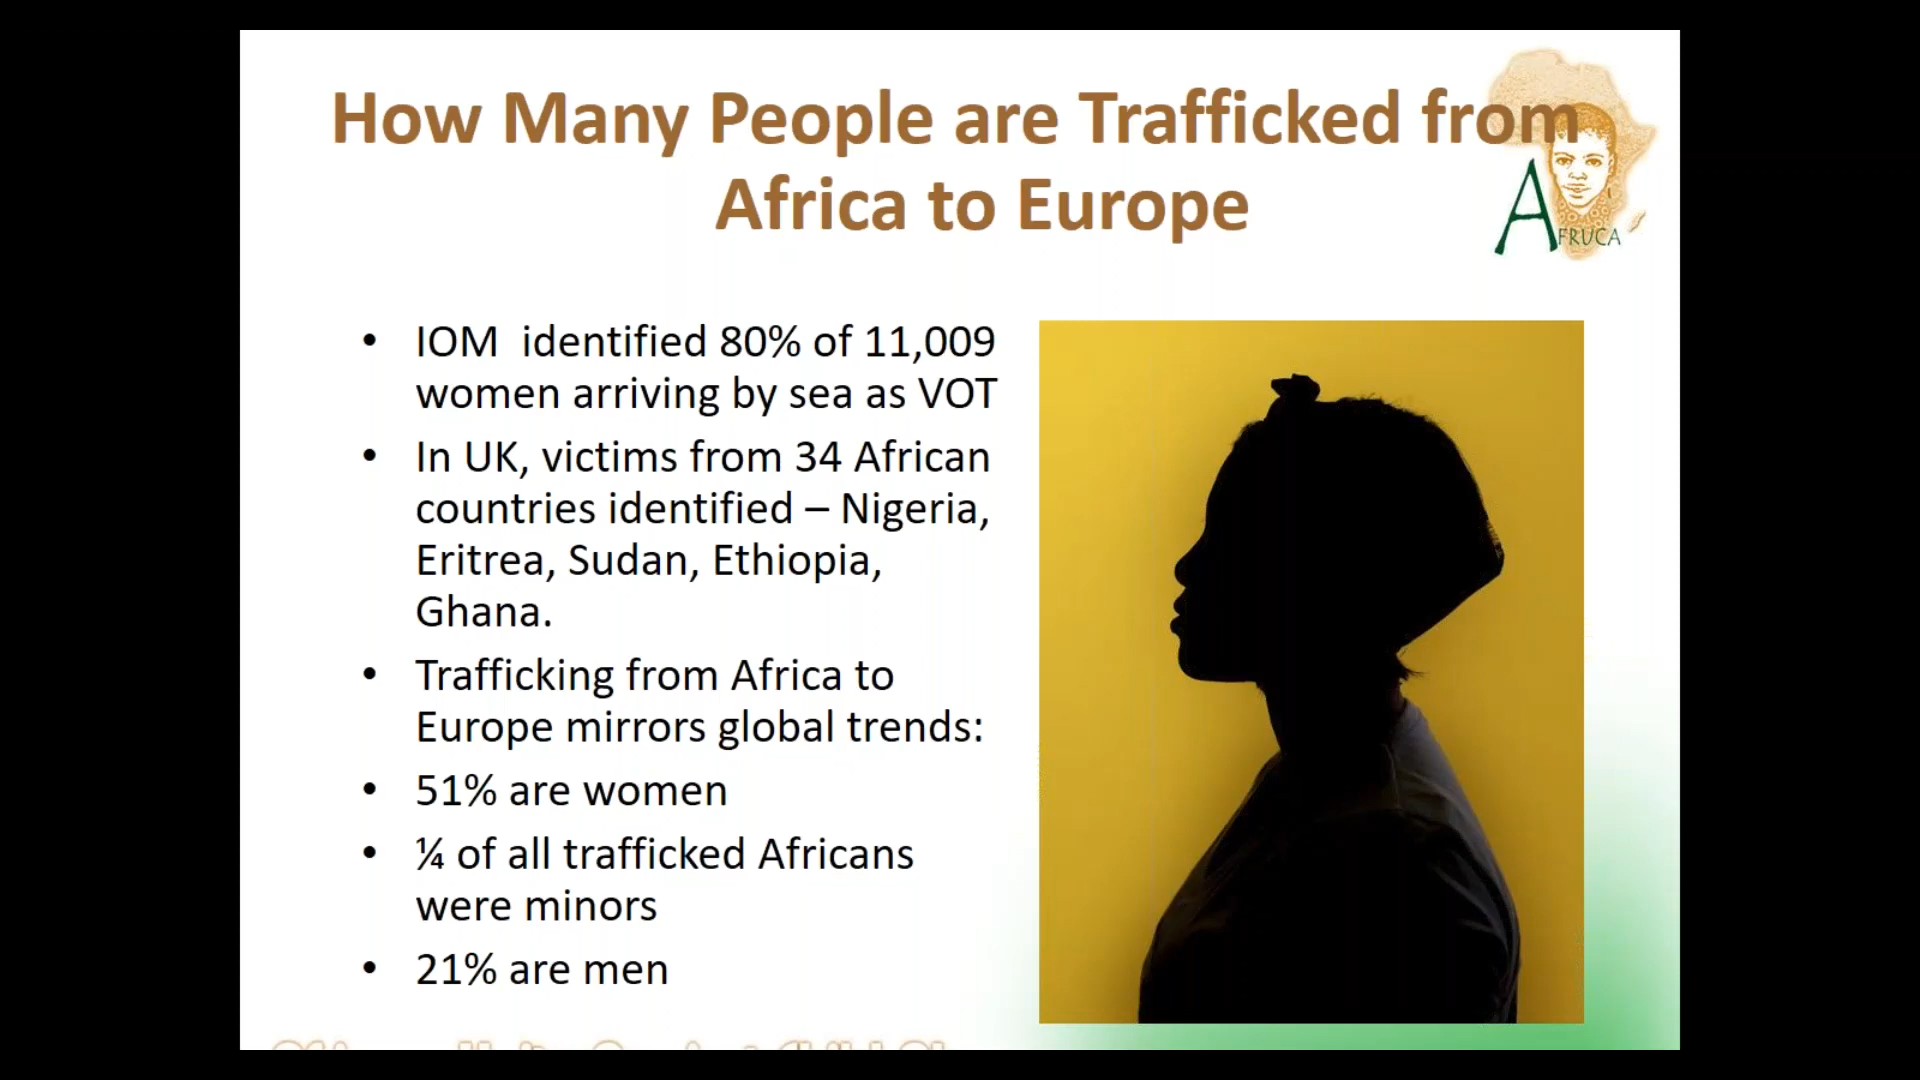 How Many People are Trafficked from
Africa to Europe
AFRUCA
• IOM  identified 80% of 11,009
women arriving by sea as VOT
• In UK, victims from 34 African
countries identified – Nigeria,
Eritrea, Sudan, Ethiopia,
Ghana.
• Trafficking from Africa to
Europe mirrors global trends:
• 51% are women
• ¼ of all trafficked Africans
were minors
• 21% are men